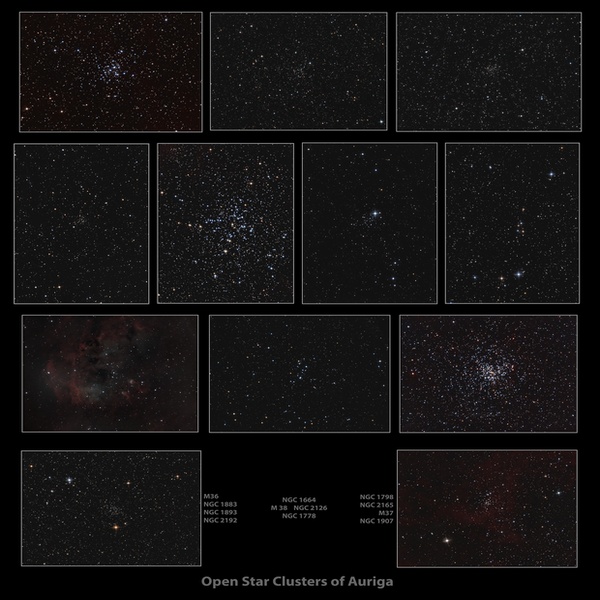 M36
NGC 1883
NGC 1893
NGC 2192
NGC 1664
M 38 NGC 2126
NGC 1778
NGC 1798
NGC 2165
M37
NGC 1907
Open Star Clusters of Auriga